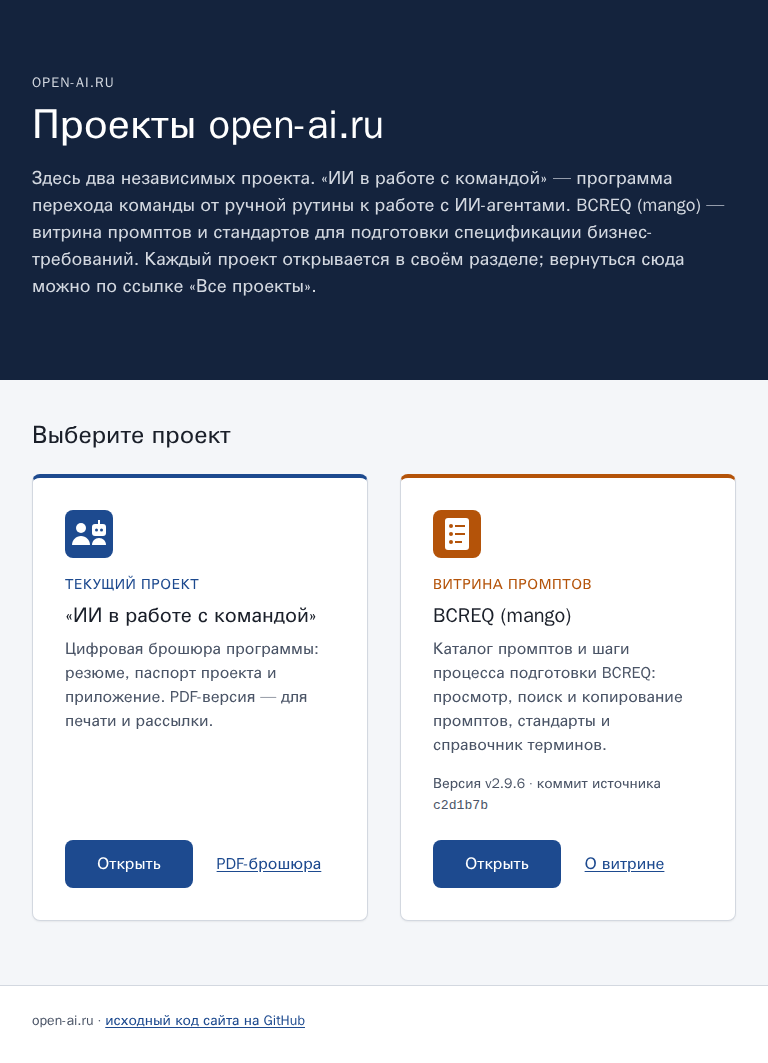 OPEN-AI.RU
Проекты open-ai.ru
Здесь два независимых проекта. «ИИ в работе с командой» — программа
перехода команды от ручной рутины к работе с ИИ-агентами. BCREQ (mango) —
витрина промптов и стандартов для подготовки спецификации бизнес-
требований. Каждый проект открывается в своём разделе; вернуться сюда
можно по ссылке «Все проекты».
Выберите проект
ТЕКУЩИЙ ПРОЕКТ
«ИИ в работе с командой»
Цифровая брошюра программы:
резюме, паспорт проекта и
приложение. PDF-версия — для
печати и рассылки.
Открыть
PDF-брошюра
ВИТРИНА ПРОМПТОВ
BCREQ (mango)
Каталог промптов и шаги
процесса подготовки BCREQ:
просмотр, поиск и копирование
промптов, стандарты и
справочник терминов.
Версия v2.9.6 · коммит источника
c2d1b7b
Открыть
О витрине
open-ai.ru · исходный код сайта на GitHub